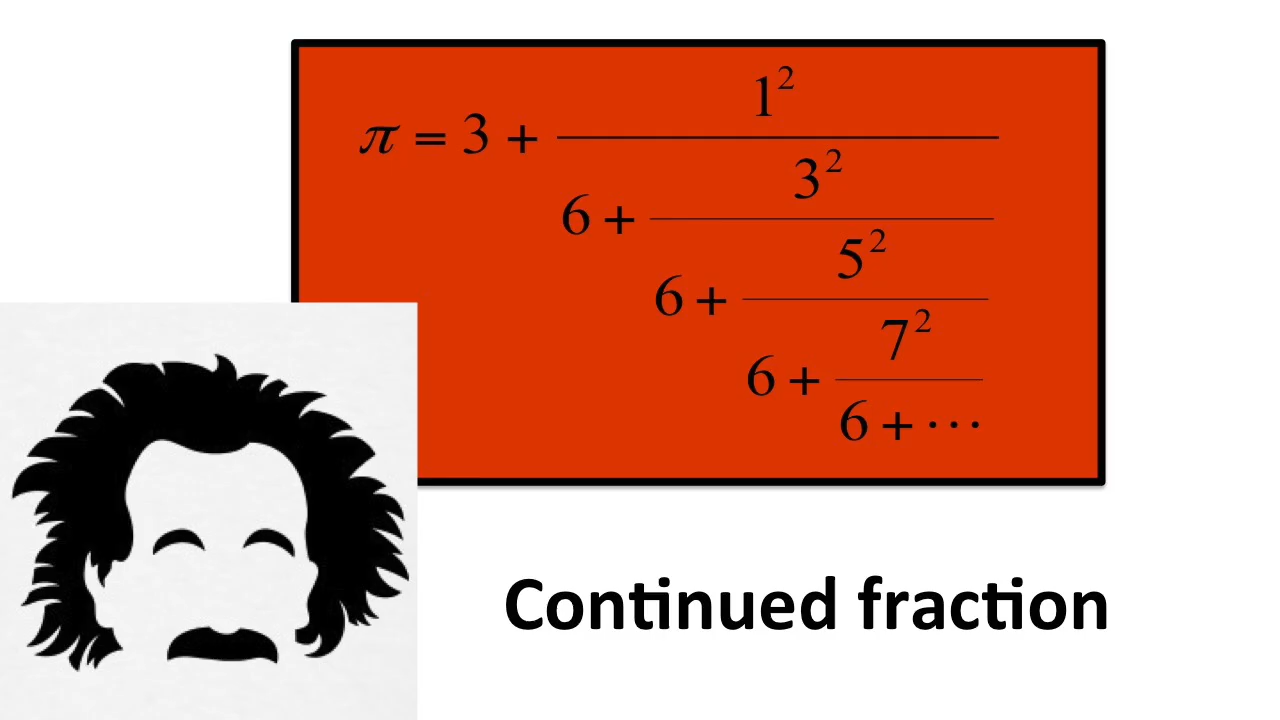 π = 3 + 1²
6 + 3²
6 + 5²
6 + 7²
6 + ···
Continued fraction